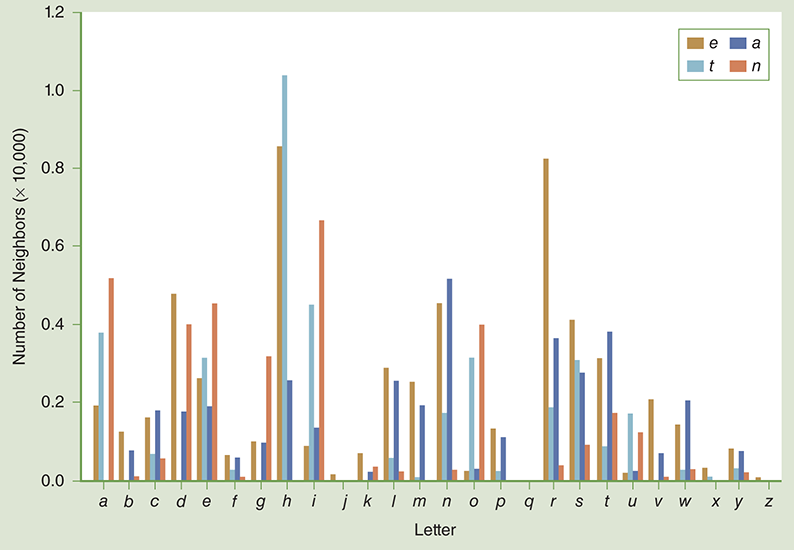 1.2
e a
t n
1.0
0.8
0.6
0.4
0.2
0.0
Number of Neighbors (× 10,000)
a b c d e f g h i j k l m n o p q r s t u v w x y z
Letter